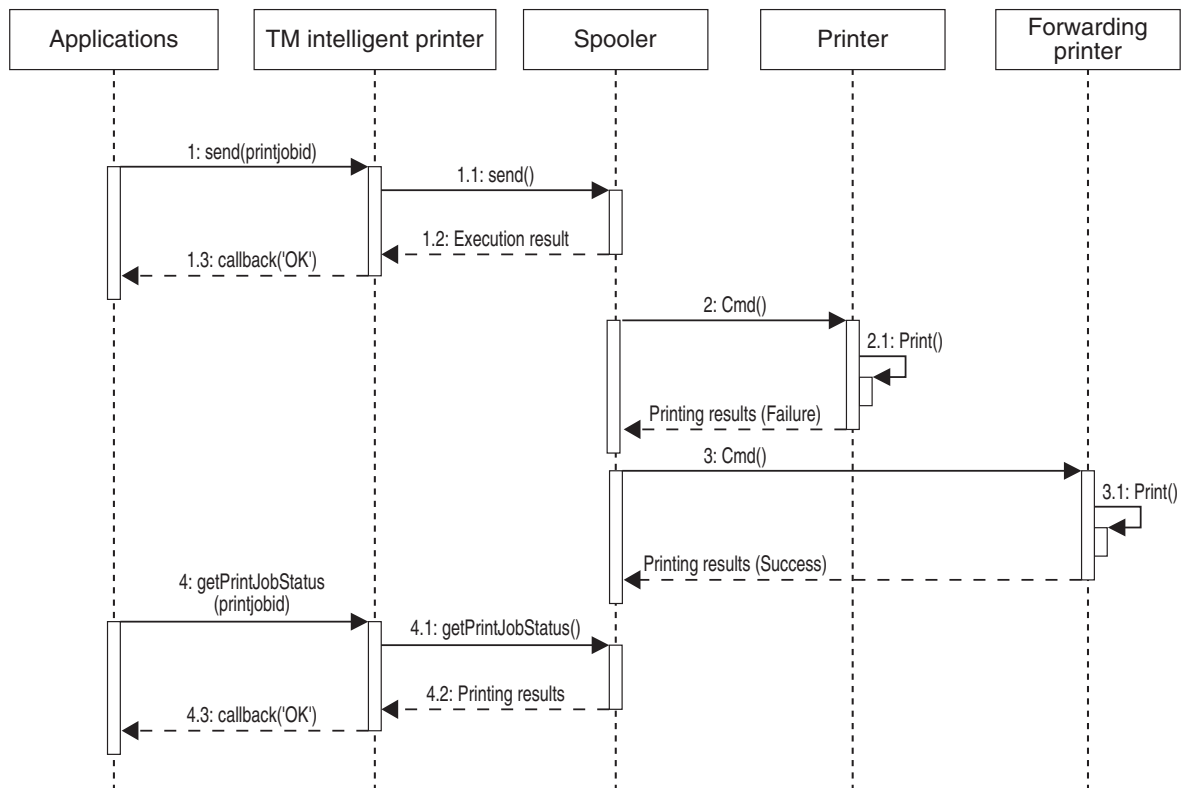 Applications
TM intelligent printer
Spooler
Printer
Forwarding
printer
1: send(printjobid)
1.1: send()
1.2: Execution result
1.3: callback('OK')
2: Cmd()
2.1: Print()
Printing results (Failure)
3: Cmd()
3.1: Print()
Printing results (Success)
4: getPrintJobStatus
(printjobid)
4.1: getPrintJobStatus()
4.2: Printing results
4.3: callback('OK')